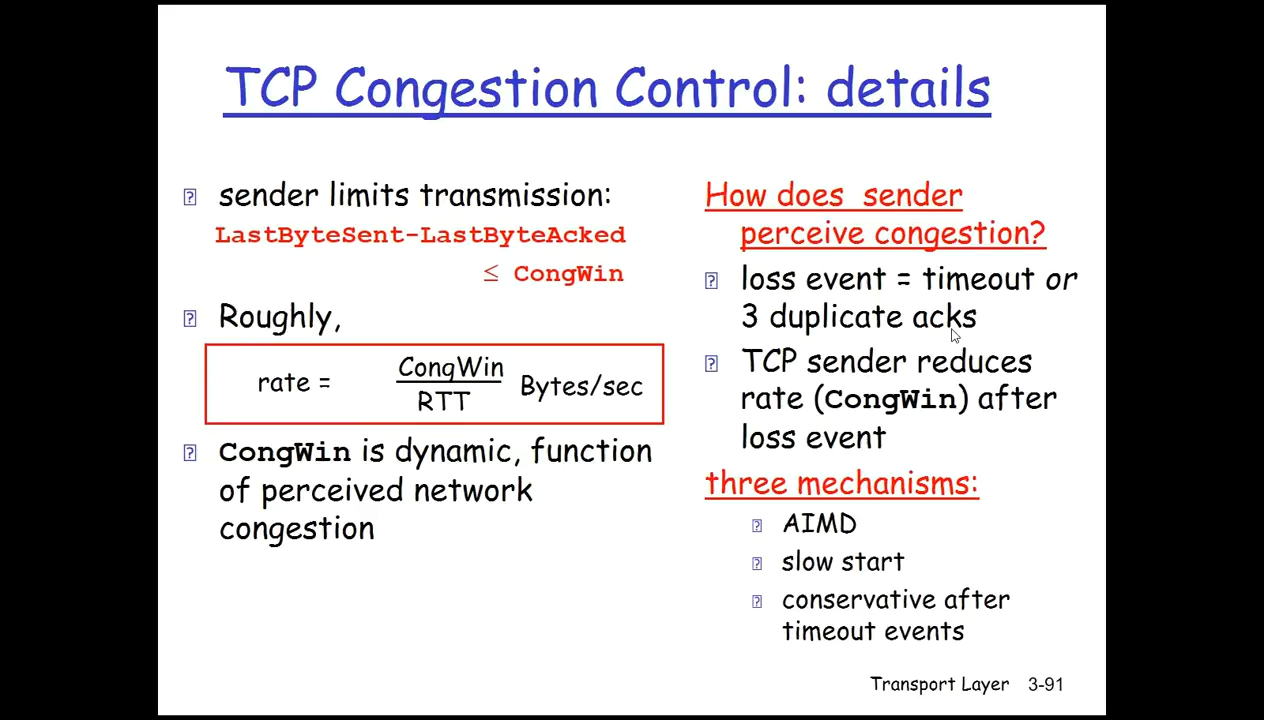 TCP Congestion Control: details
sender limits transmission:
LastByteSent-LastByteAcked
≤ CongWin
Roughly,
rate = CongWin
RTT Bytes/sec
CongWin is dynamic, function
of perceived network
congestion
How does sender
perceive congestion?
loss event = timeout or
3 duplicate acks
TCP sender reduces
rate (CongWin) after
loss event
three mechanisms:
AIMD
slow start
conservative after
timeout events
Transport Layer 3-91